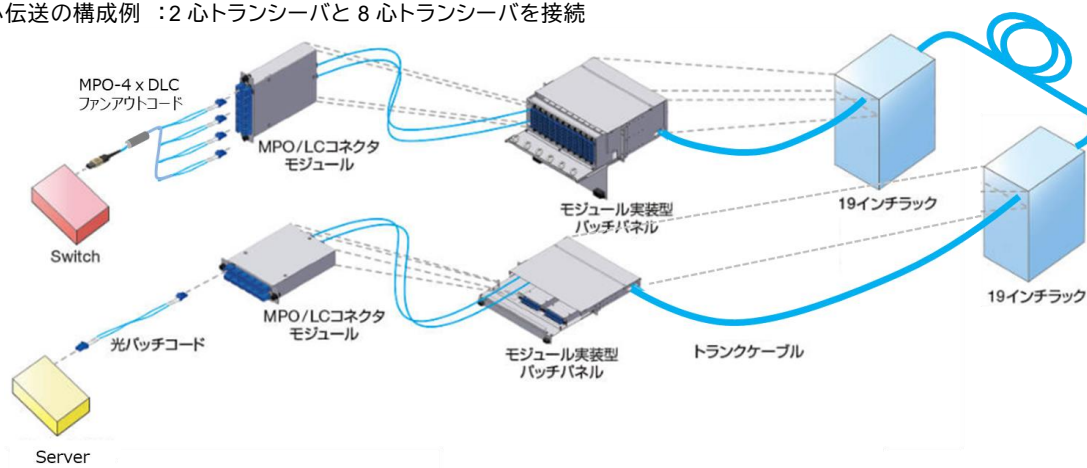 伝送の構成例 ：2 心トランシーバと 8 心トランシーバを接続
MPO-4 x DLC
ファンアウトコード
MPO/LCコネクタ
モジュール
モジュール実装型
パッチパネル
19インチラック
Switch
MPO/LCコネクタ
モジュール
光パッチコード
モジュール実装型
パッチパネル
トランクケーブル
19インチラック
Server